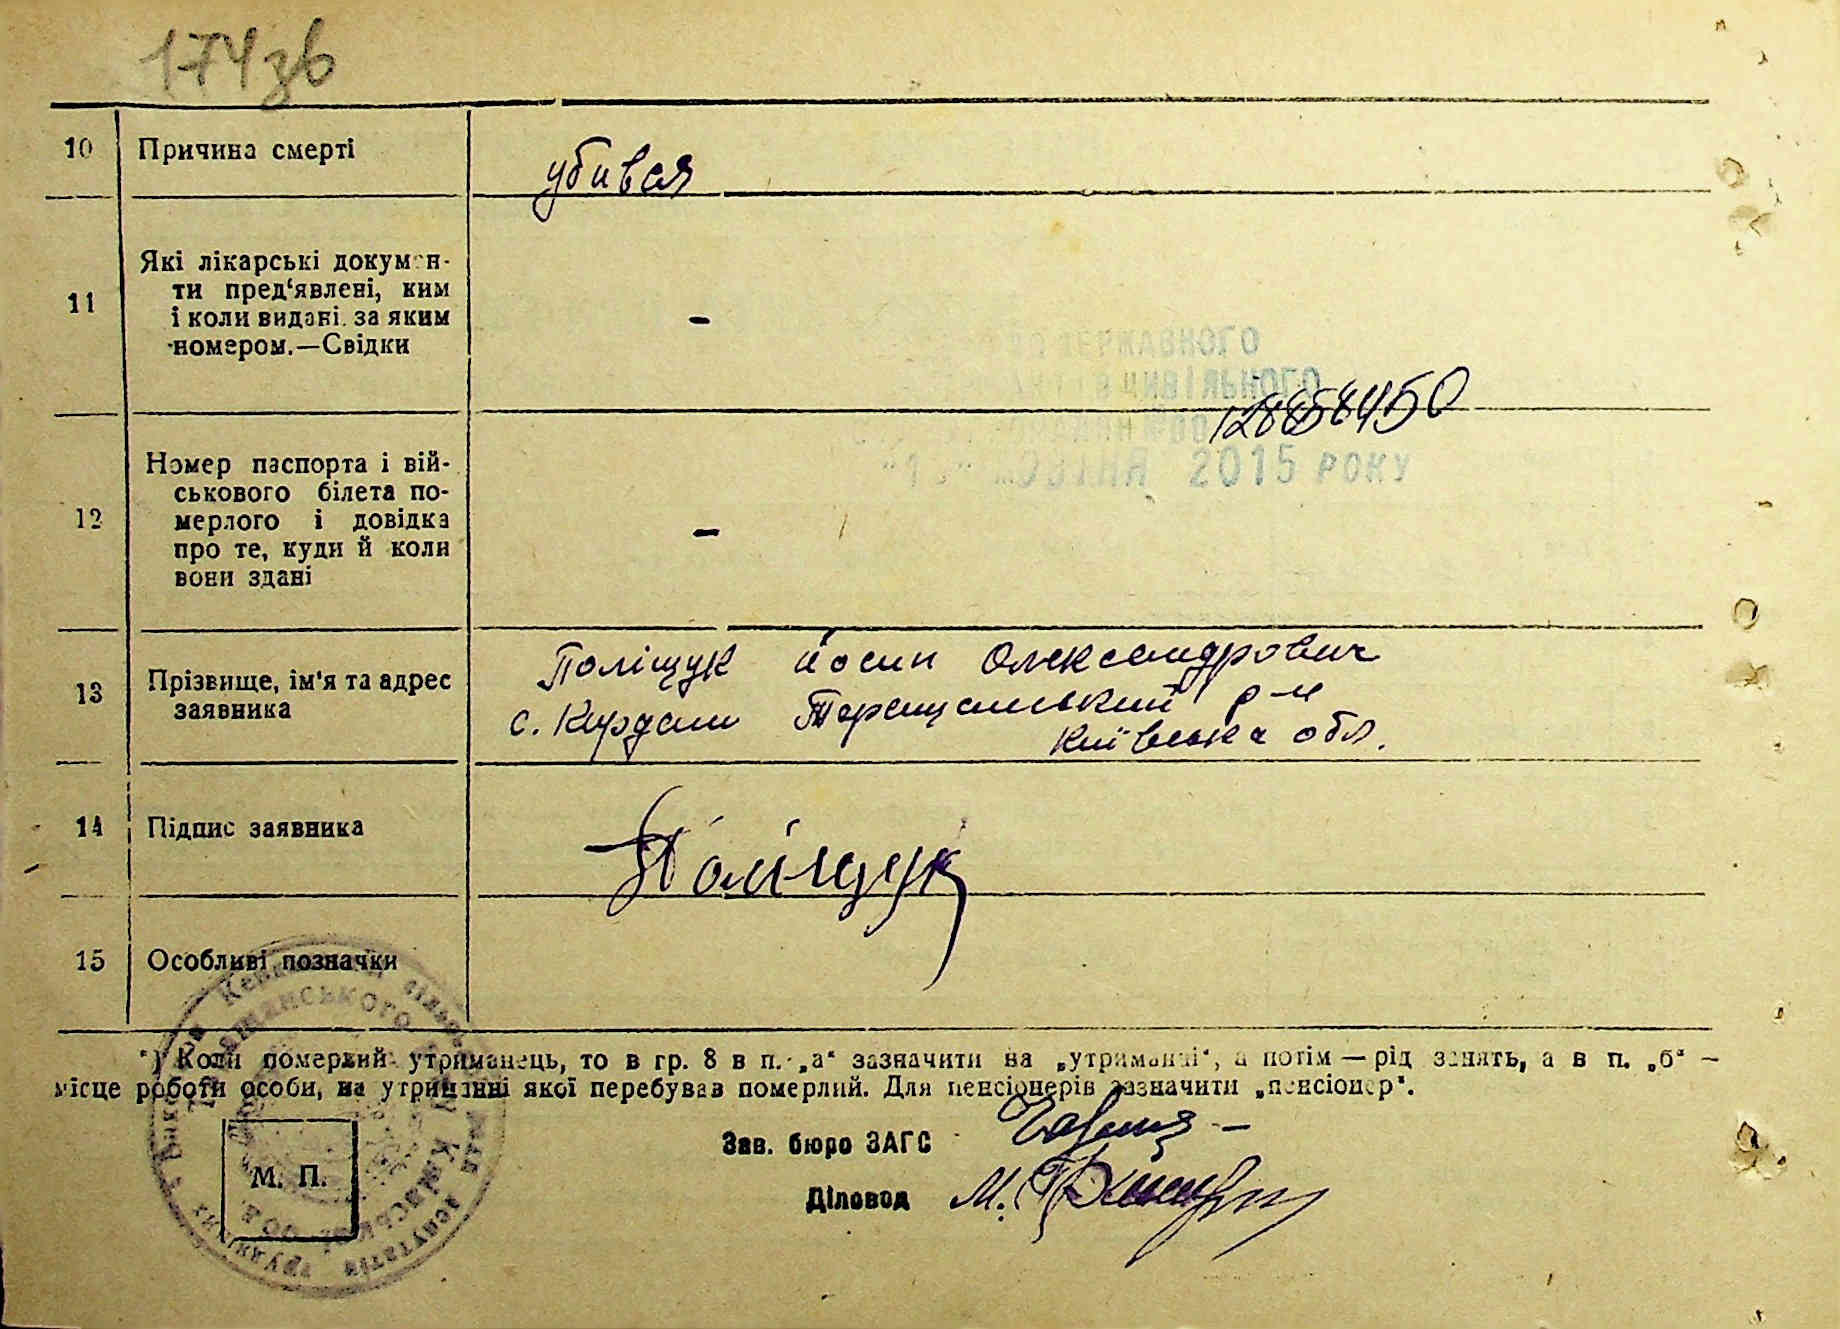 174зв
10 Причина смерті убився
11 Які лікарські докумен-
ти пред‘явлені, ким
і коли видані. за яким
номером.—Свідки –
ДЕРЖАВНОГО
ЦИВІЛЬНОГО
2015 РОКУ
12 Номер паспорта і вій-
ськового білета по-
мерлого і довідка
про те, куди й коли
вони здані –
13 Прізвище, ім'я та адрес
заявника
Поліщук Йосип Олександрович
с. Кирдани Таращанський р-н
Київська обл.
14 Підпис заявника Поліщук
15 Особливі позначки
*) Коли померлий утриманець, то в гр. 8 в п. „а“ зазначити на „утриманні“, а потім — рід занять, а в п. „б“ —
місце роботи особи, на утриманні якої перебував померлий. Для пенсіонерів зазначити „пенсіонер“.
Зав. бюро ЗАГС
М. П.
Діловод М.